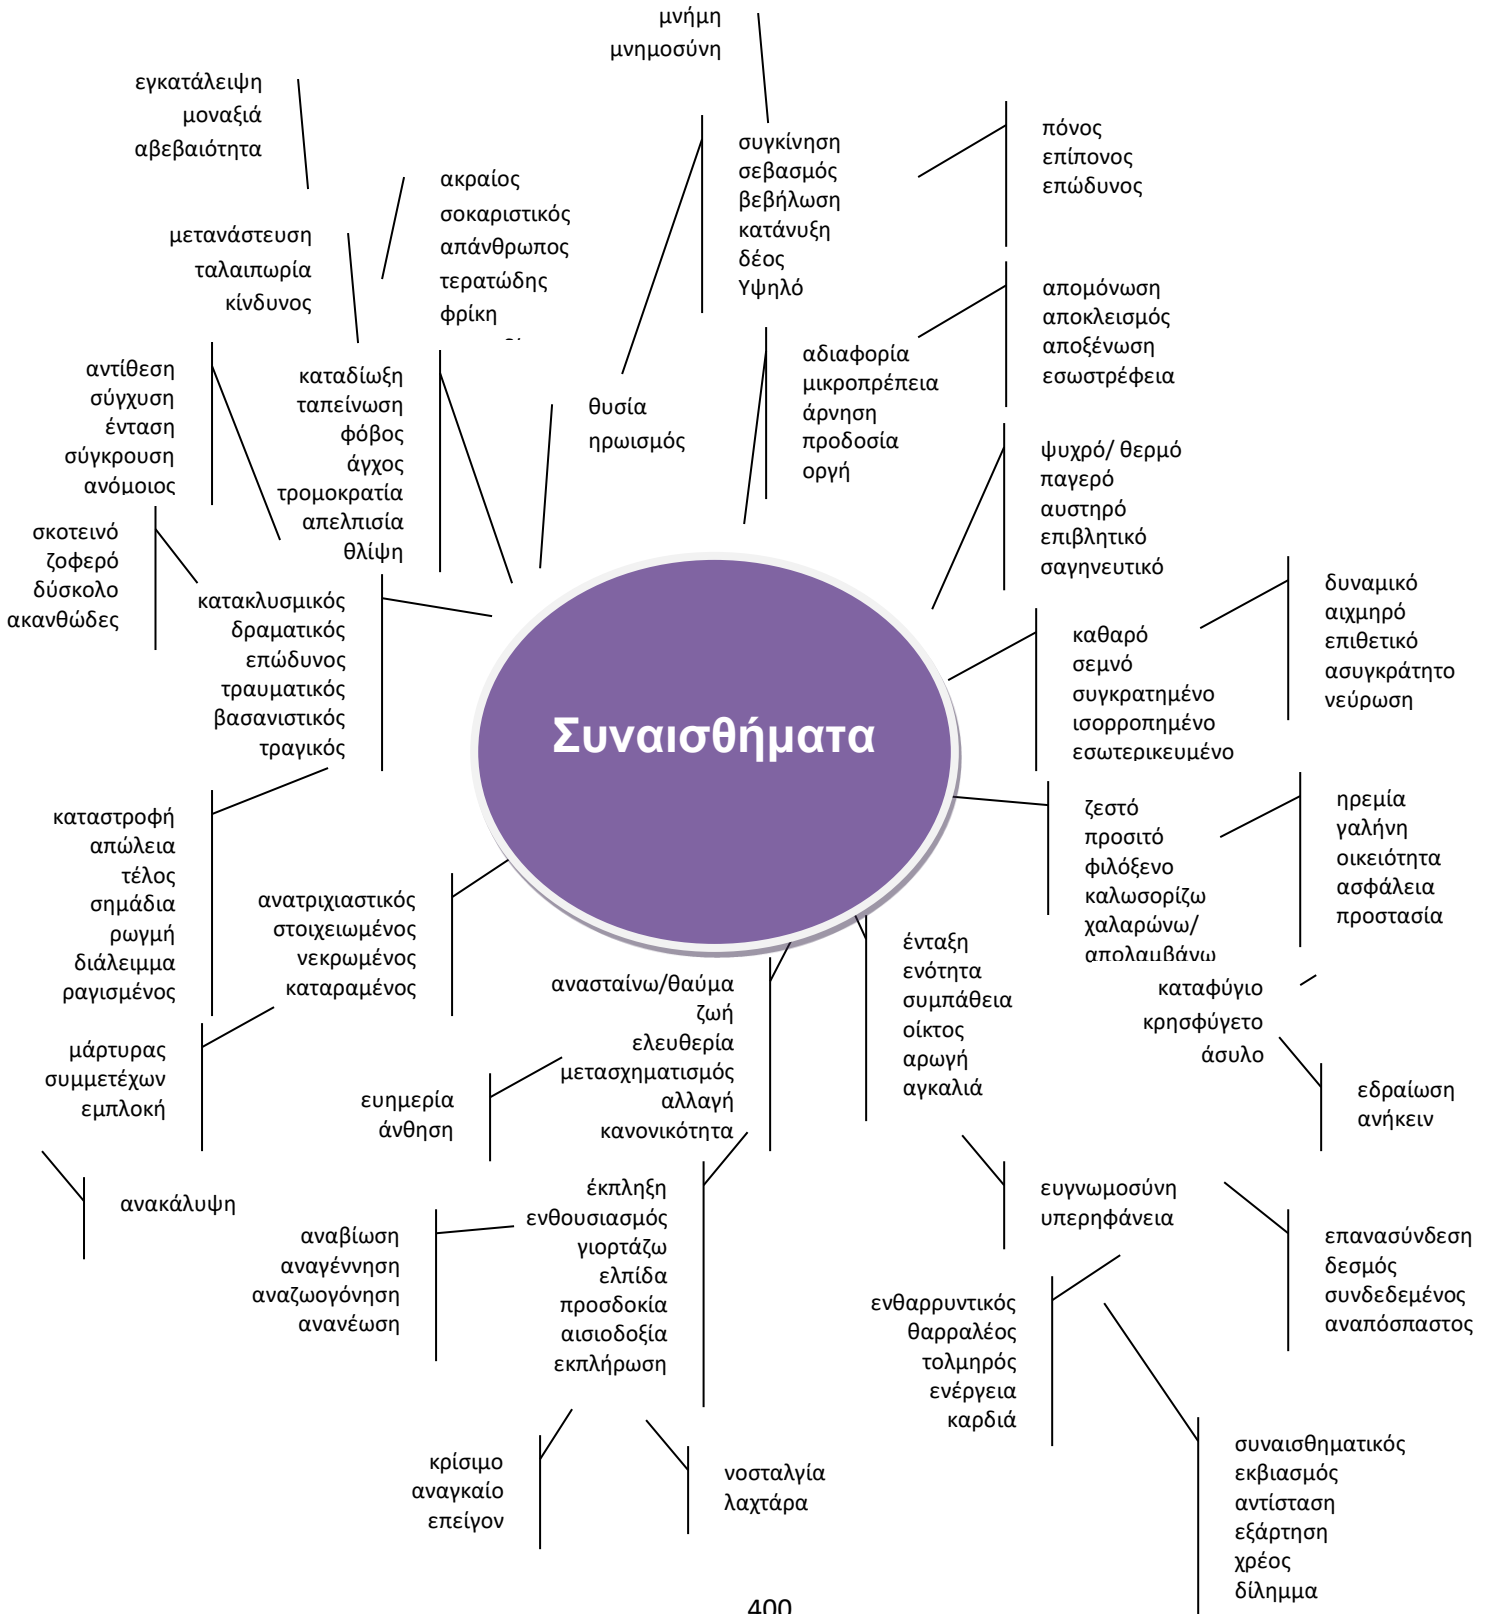 μνήμη
μνημοσύνη
εγκατάλειψη
μοναξιά
αβεβαιότητα
συγκίνηση
σεβασμός
βεβήλωση
κατάνυξη
δέος
Υψηλό
πόνος
επίπονος
επώδυνος
ακραίος
σοκαριστικός
απάνθρωπος
τερατώδης
φρίκη
μετανάστευση
ταλαιπωρία
κίνδυνος
απομόνωση
αποκλεισμός
αποξένωση
εσωστρέφεια
αντίθεση
σύγχυση
ένταση
σύγκρουση
ανόμοιος
καταδίωξη
ταπείνωση
φόβος
άγχος
τρομοκρατία
απελπισία
θλίψη
θυσία
ηρωισμός
αδιαφορία
μικροπρέπεια
άρνηση
προδοσία
οργή
ψυχρό/ θερμό
παγερό
αυστηρό
επιβλητικό
σαγηνευτικό
σκοτεινό
ζοφερό
δύσκολο
ακανθώδες
κατακλυσμικός
δραματικός
επώδυνος
τραυματικός
βασανιστικός
τραγικός
καθαρό
σεμνό
συγκρατημένο
ισορροπημένο
εσωτερικευμένο
δυναμικό
αιχμηρό
επιθετικό
ασυγκράτητο
νεύρωση
Συναισθήματα
καταστροφή
απώλεια
τέλος
σημάδια
ρωγμή
διάλειμμα
ραγισμένος
ανατριχιαστικός
στοιχειωμένος
νεκρωμένος
καταραμένος
ζεστό
προσιτό
φιλόξενο
καλωσορίζω
χαλαρώνω/
απολαμβάνω
ηρεμία
γαλήνη
οικειότητα
ασφάλεια
προστασία
ανασταίνω/θαύμα
ζωή
ελευθερία
μετασχηματισμός
αλλαγή
κανονικότητα
ένταξη
ενότητα
συμπάθεια
οίκτος
αρωγή
αγκαλιά
καταφύγιο
κρησφύγετο
άσυλο
μάρτυρας
συμμετέχων
εμπλοκή
ευημερία
άνθηση
εδραίωση
ανήκειν
ανακάλυψη
αναβίωση
αναγέννηση
αναζωογόνηση
ανανέωση
έκπληξη
ενθουσιασμός
γιορτάζω
ελπίδα
προσδοκία
αισιοδοξία
εκπλήρωση
ευγνωμοσύνη
υπερηφάνεια
επανασύνδεση
δεσμός
συνδεδεμένος
αναπόσπαστος
ενθαρρυντικός
θαρραλέος
τολμηρός
ενέργεια
καρδιά
κρίσιμο
αναγκαίο
επείγον
νοσταλγία
λαχτάρα
συναισθηματικός
εκβιασμός
αντίσταση
εξάρτηση
χρέος
δίλημμα
400